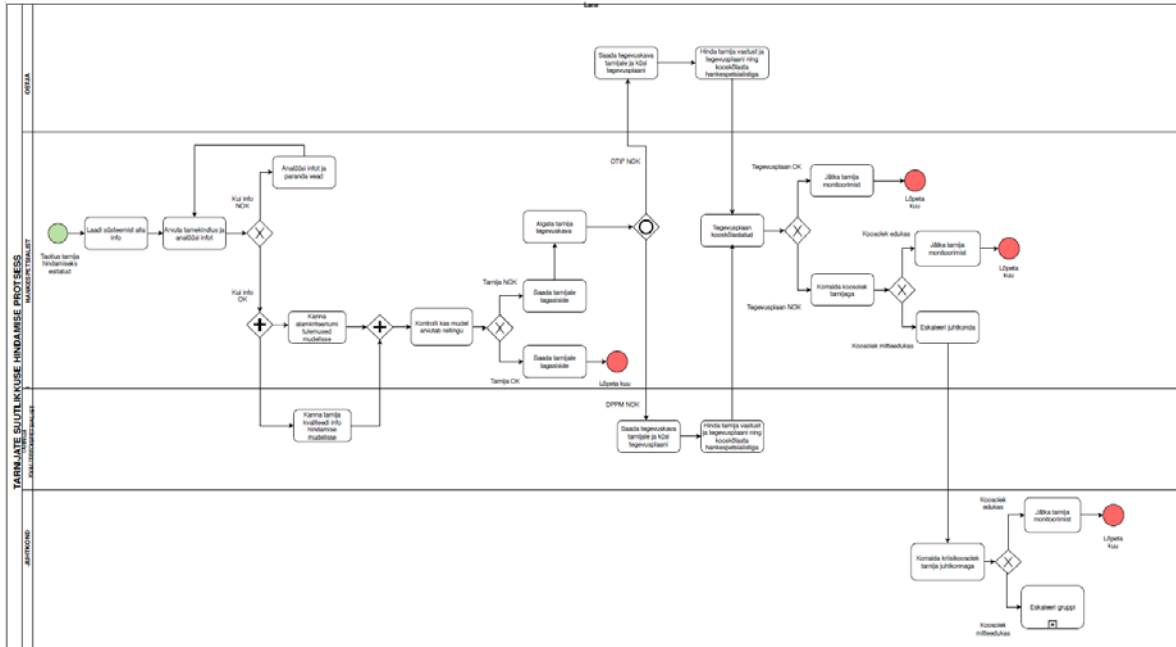 Lane
TARNIJATE SUUTLIKKUSE HINDAMISE PROTSESS
OSTJA
Saada tegevuskava
tarnijale ja küsi
tegevusplaani
Hinda tarnija vastust ja
tegevusplaani ning
kooskõlasta
hankespetsialistiga
HANKESPETSIALIST
Taotlus tarnija
hindamiseks
esitatud
Laadi süsteemist alla
info
Arvuta tarnekindlus ja
analüüsi infot
Analüüsi infot ja
paranda vead
Kui info
NOK
Kui info
OK
Kanna
alamkriteeriumi
tulemused
mudelisse
Kontrolli kas mudel
arvutab reitingu
Tarnija NOK
Tarnija OK
Saada tarnijale
tagasiside
Saada tarnijale
tagasiside
Lõpeta kuu
Algata tarnija
tegevuskava
OTIF NOK
DPPM NOK
Tegevusplaan
kooskõlastatud
Tegevusplaan OK
Tegevusplaan NOK
Jätka tarnija
monitoorimist
Lõpeta
kuu
Korralda koosolek
tarnijaga
Koosolek edukas
Koosolek mitteedukas
Jätka tarnija
monitoorimist
Lõpeta
kuu
Eskaleeri juhtkonda
KVALITEEDISPETSIALIST
Kanna tarnija
kvaliteedi info
hindamise
mudelisse
Saada tegevuskava
tarnijale ja küsi
tegevusplaani
Hinda tarnija vastust
ja tegevusplaani ning
kooskõlasta
hankespetsialistiga
JUHTKOND
Korralda kriisikoosolek
tarnija juhtkonnaga
Koosolek
edukas
Koosolek
mitteedukas
Jätka tarnija
monitoorimist
Lõpeta
kuu
Eskaleeri gruppi